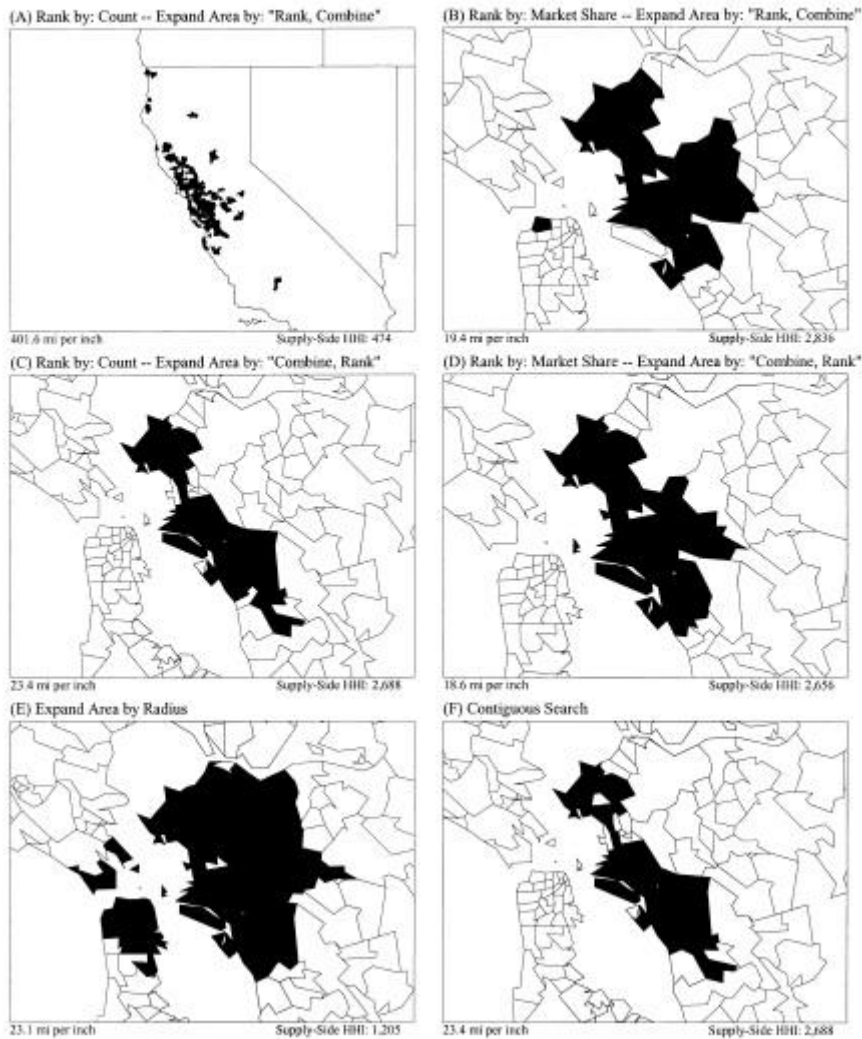 (A) Rank by: Count -- Expand Area by: "Rank, Combine"
401.6 mi per inch
Supply-Side HHI: 474
(B) Rank by: Market Share -- Expand Area by: "Rank, Combine"
19.4 mi per inch
Supply-Side HHI: 2,836
(C) Rank by: Count -- Expand Area by: "Combine, Rank"
23.4 mi per inch
Supply-Side HHI: 2,688
(D) Rank by: Market Share -- Expand Area by: "Combine, Rank"
18.6 mi per inch
Supply-Side HHI: 2,656
(E) Expand Area by Radius
23.1 mi per inch
Supply-Side HHI: 1,205
(F) Contiguous Search
23.4 mi per inch
Supply-Side HHI: 2,688